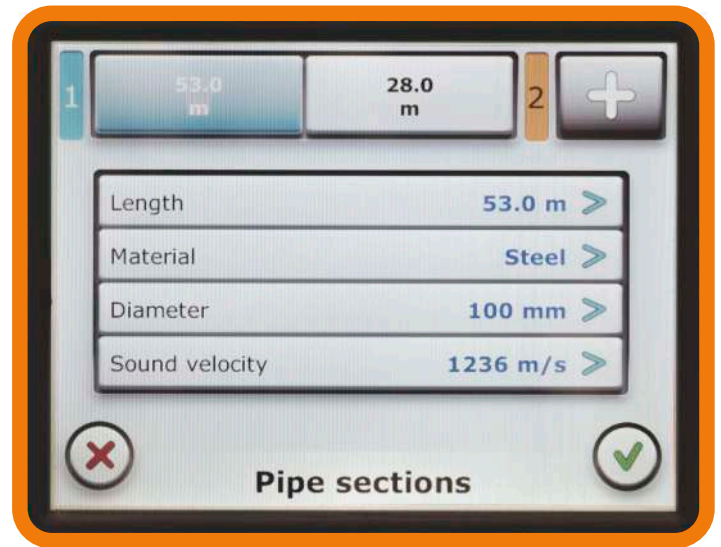 1
53.0
m
28.0
m
2
Length 53.0 m
Material Steel
Diameter 100 mm
Sound velocity 1236 m/s
Pipe sections